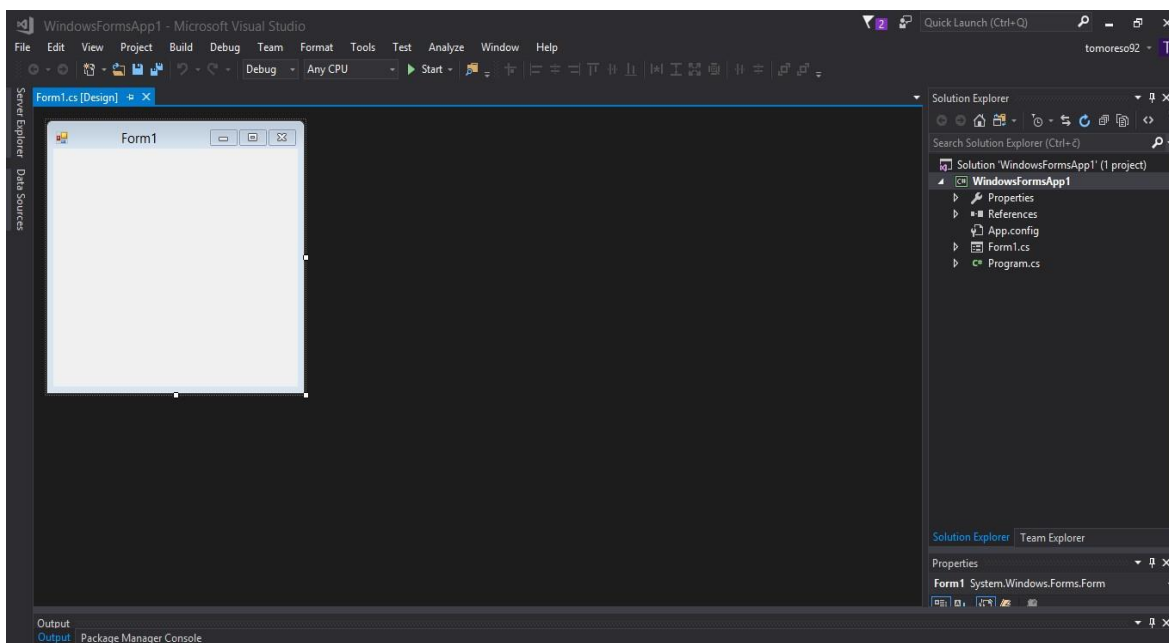 WindowsFormsApp1 - Microsoft Visual Studio
2
Quick Launch (Ctrl+Q)
File Edit View Project Build Debug Team Format Tools Test Analyze Window Help
tomoreso92
T
Debug
Any CPU
Start
Server Explorer
Data Sources
Form1.cs [Design]
Form1
Solution Explorer
Search Solution Explorer (Ctrl+č)
Solution 'WindowsFormsApp1' (1 project)
WindowsFormsApp1
Properties
References
App.config
Form1.cs
Program.cs
Solution Explorer Team Explorer
Properties
Form1 System.Windows.Forms.Form
Output
Output Package Manager Console